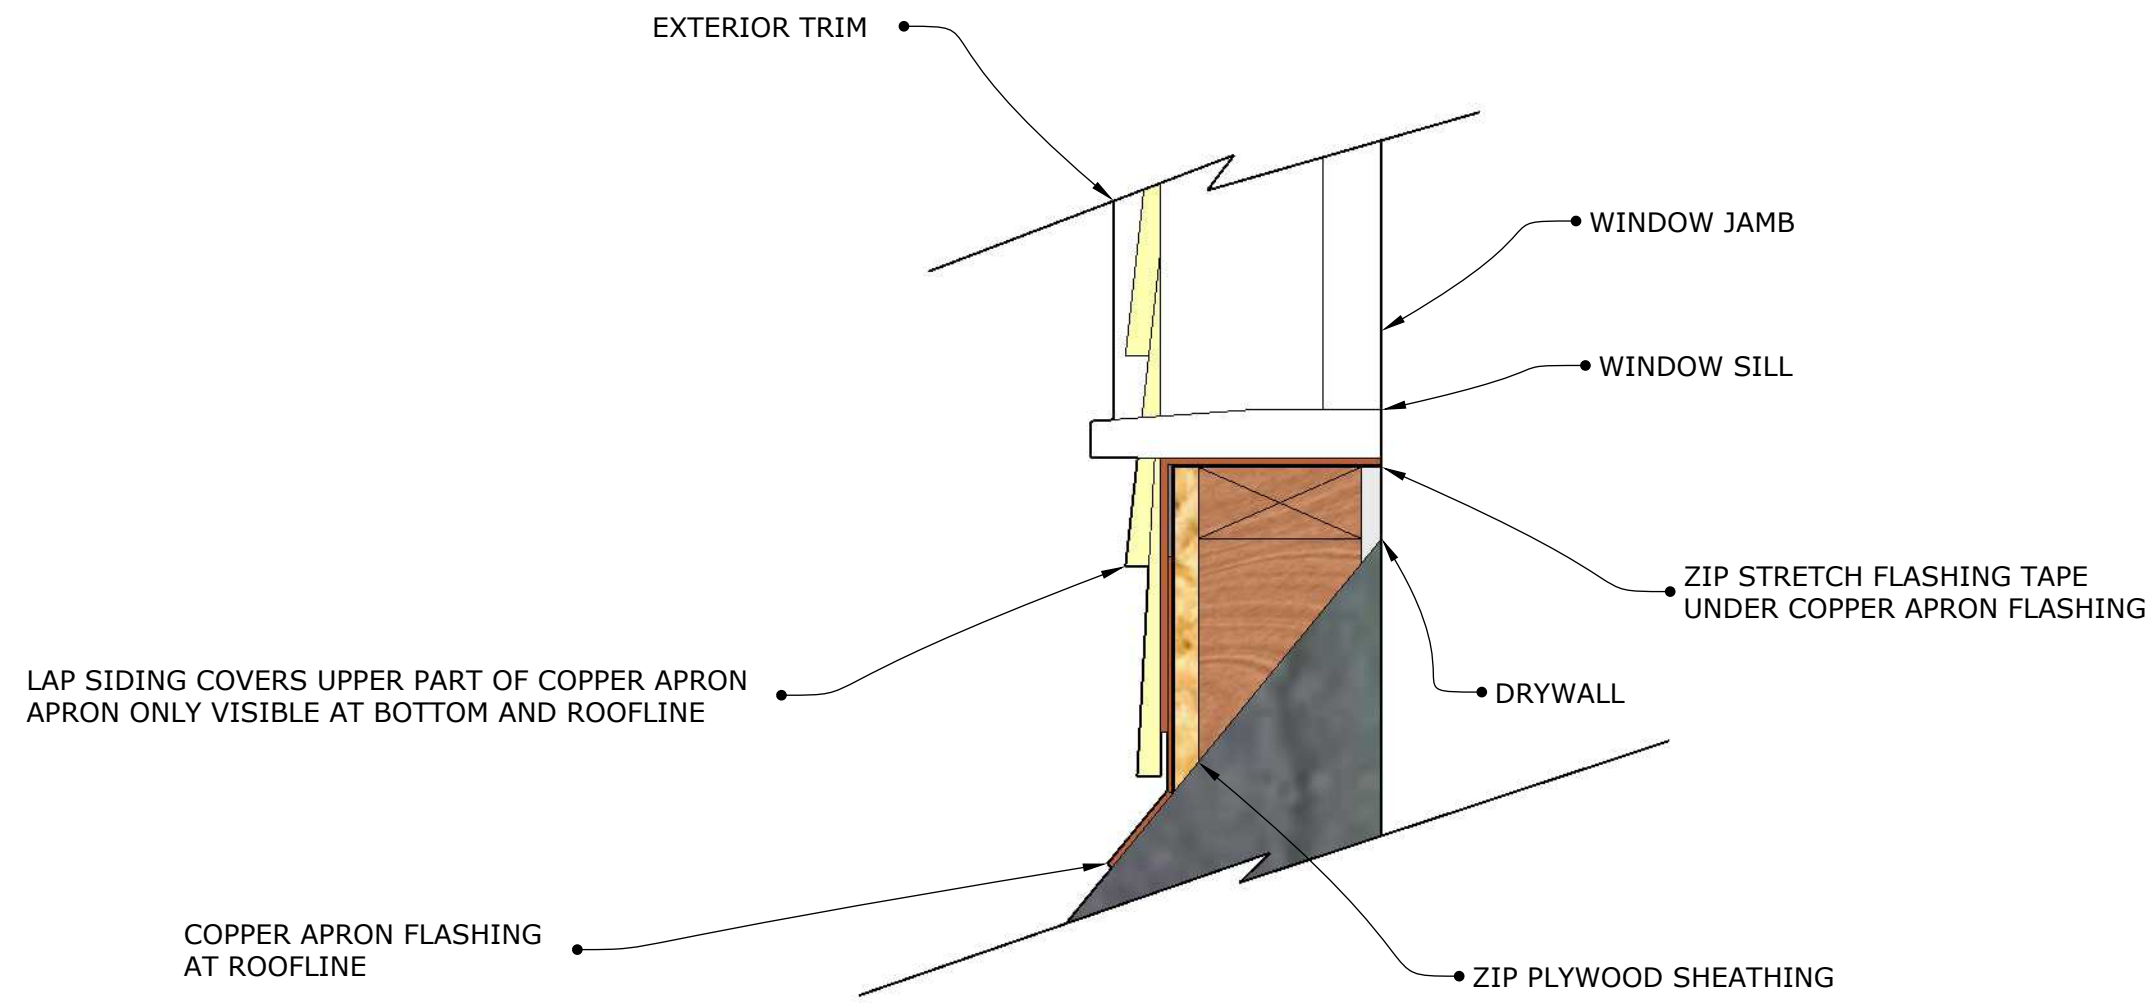 EXTERIOR TRIM
WINDOW JAMB
WINDOW SILL
ZIP STRETCH FLASHING TAPE
UNDER COPPER APRON FLASHING
LAP SIDING COVERS UPPER PART OF COPPER APRON
APRON ONLY VISIBLE AT BOTTOM AND ROOFLINE
DRYWALL
COPPER APRON FLASHING
AT ROOFLINE
ZIP PLYWOOD SHEATHING